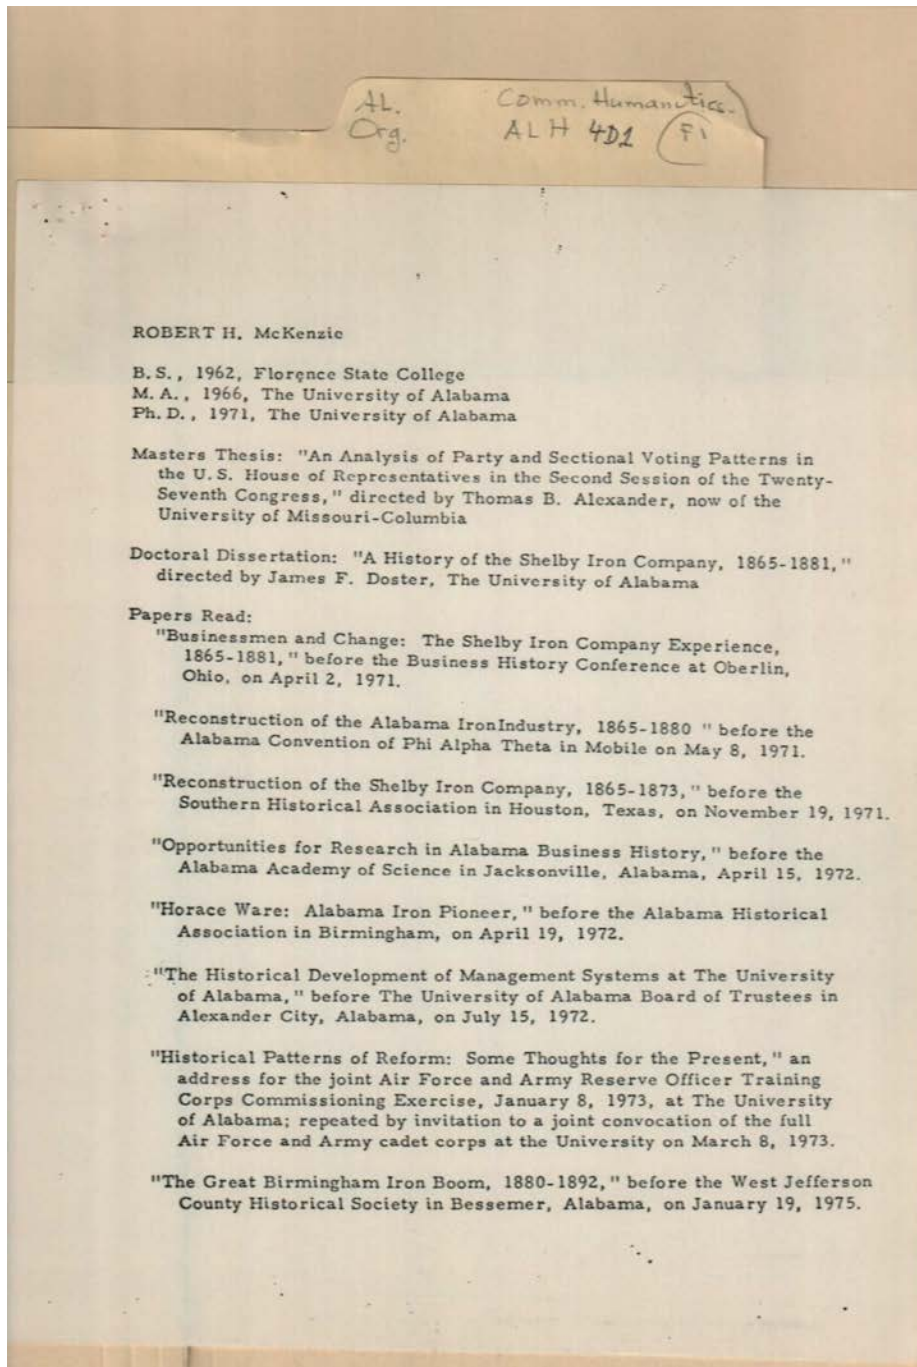 AL. Comm. Humanities.
Org. ALH 4D1 F1
ROBERT H. McKenzie
B.S., 1962, Florence State College
M.A., 1966, The University of Alabama
Ph.D., 1971, The University of Alabama
Masters Thesis: "An Analysis of Party and Sectional Voting Patterns in
the U.S. House of Representatives in the Second Session of the Twenty-
Seventh Congress," directed by Thomas B. Alexander, now of the
University of Missouri-Columbia
Doctoral Dissertation: "A History of the Shelby Iron Company, 1865-1881,"
directed by James F. Doster, The University of Alabama
Papers Read:
"Businessmen and Change: The Shelby Iron Company Experience,
1865-1881," before the Business History Conference at Oberlin,
Ohio, on April 2, 1971.
"Reconstruction of the Alabama IronIndustry, 1865-1880 " before the
Alabama Convention of Phi Alpha Theta in Mobile on May 8, 1971.
"Reconstruction of the Shelby Iron Company, 1865-1873," before the
Southern Historical Association in Houston, Texas, on November 19, 1971.
"Opportunities for Research in Alabama Business History," before the
Alabama Academy of Science in Jacksonville, Alabama, April 15, 1972.
"Horace Ware: Alabama Iron Pioneer," before the Alabama Historical
Association in Birmingham, on April 19, 1972.
"The Historical Development of Management Systems at The University
of Alabama," before The University of Alabama Board of Trustees in
Alexander City, Alabama, on July 15, 1972.
"Historical Patterns of Reform: Some Thoughts for the Present," an
address for the joint Air Force and Army Reserve Officer Training
Corps Commissioning Exercise, January 8, 1973, at The University
of Alabama; repeated by invitation to a joint convocation of the full
Air Force and Army cadet corps at the University on March 8, 1973.
"The Great Birmingham Iron Boom, 1880-1892," before the West Jefferson
County Historical Society in Bessemer, Alabama, on January 19, 1975.